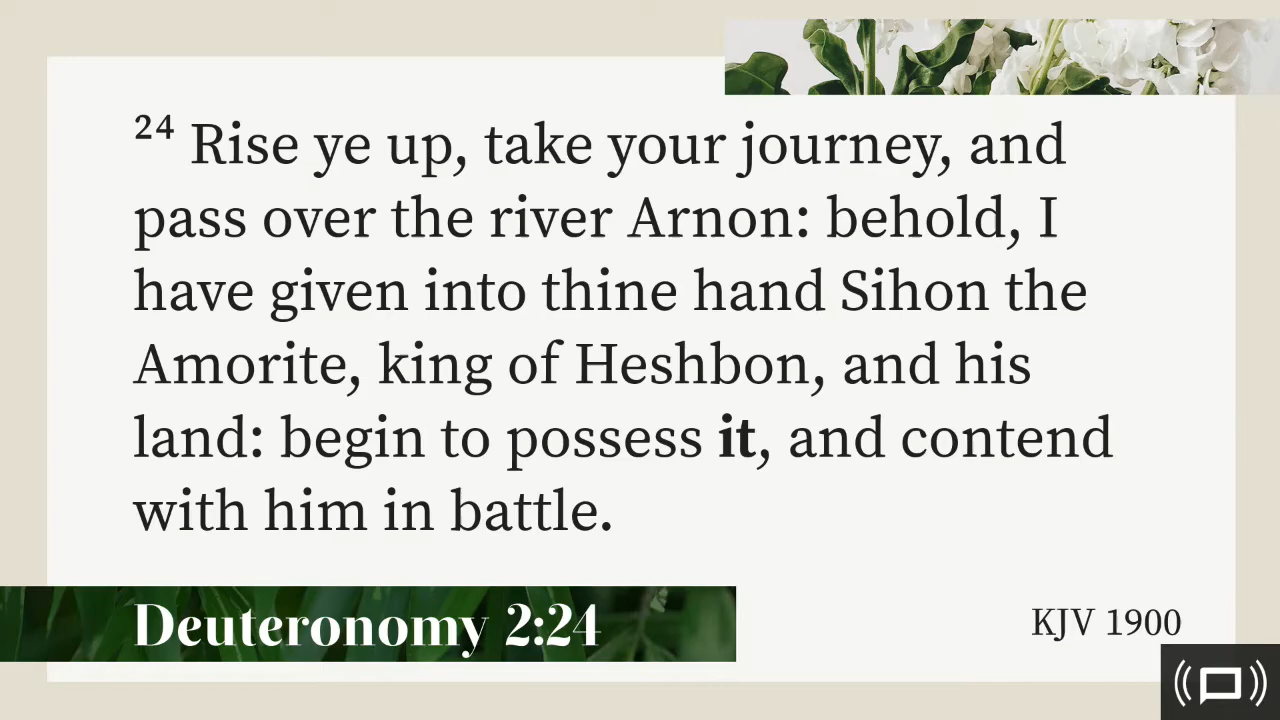 24 Rise ye up, take your journey, and
pass over the river Arnon: behold, I
have given into thine hand Sihon the
Amorite, king of Heshbon, and his
land: begin to possess it, and contend
with him in battle.
Deuteronomy 2:24
KJV 1900